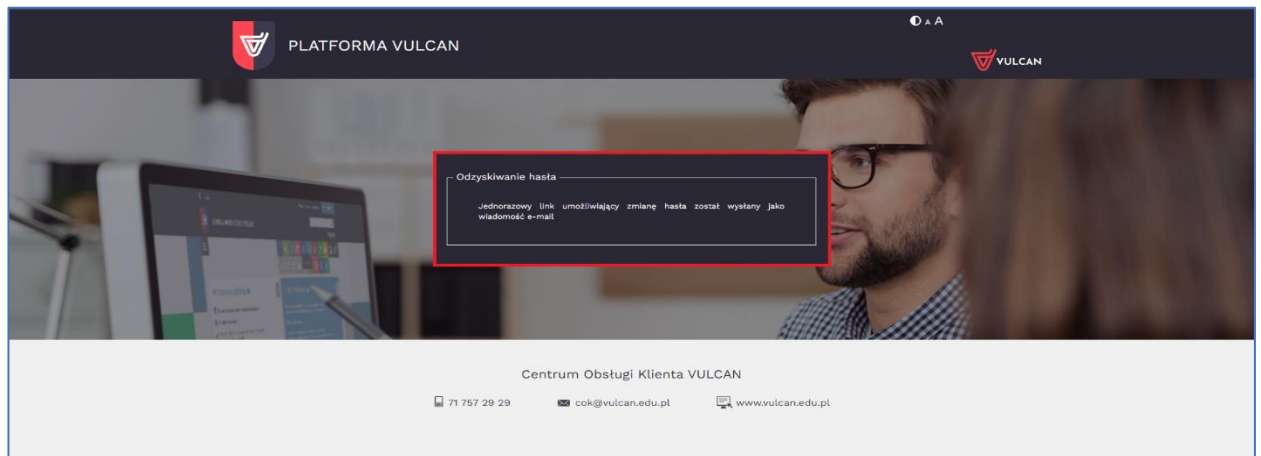 A A
PLATFORMA VULCAN
VULCAN
Odzyskiwanie hasła
Jednorazowy link umożliwiający zmianę hasła został wysłany jako
wiadomość e-mail
Centrum Obsługi Klienta VULCAN
71 757 29 29 cok@vulcan.edu.pl www.vulcan.edu.pl